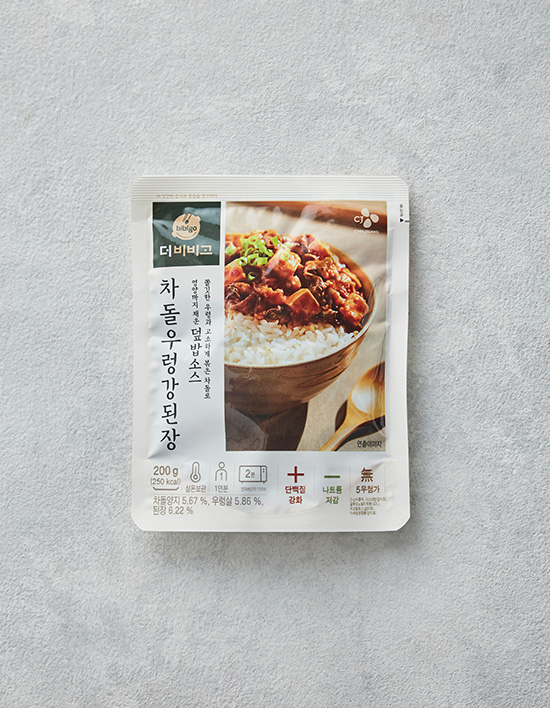 bibigo
더비비고
CJ
차돌우렁강된장
쫄깃한 우렁과 고소하게 볶은 차돌로
영양까지 채운 덮밥소스
연출이미지
200 g
(250 kcal)
실온보관
1
1인분
2분
단백질
강화
나트륨
저감
無
5무첨가
차돌양지 5.67 %, 우렁살 5.86 %,
된장 6.22 %